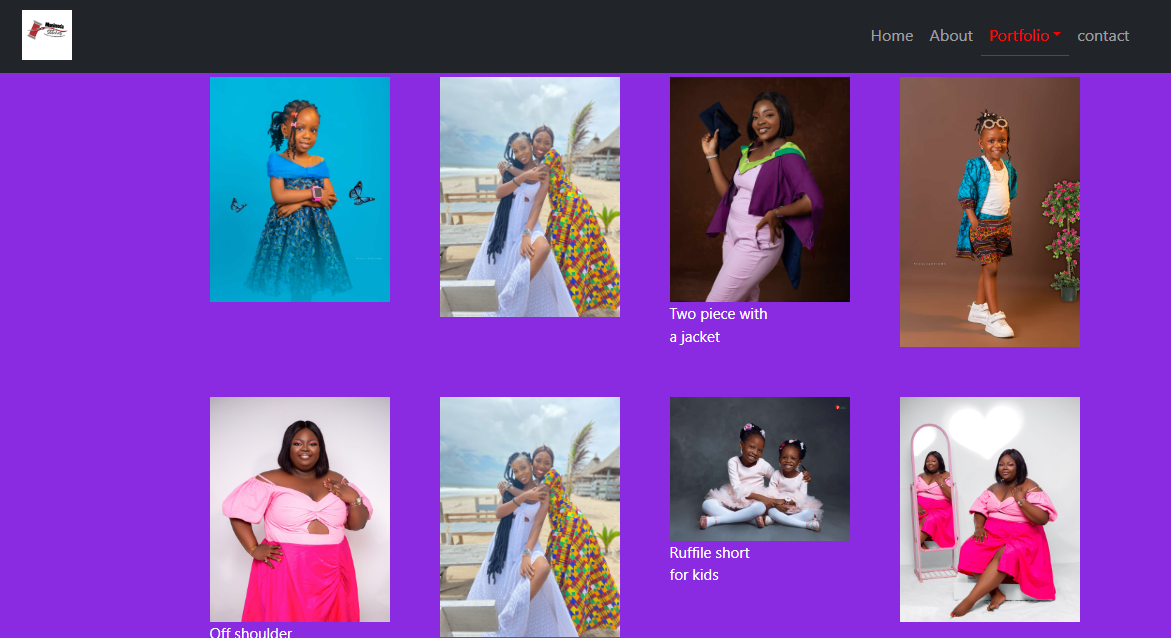 Home About Portfolio contact
Two piece with
a jacket
Ruffile short
for kids
Off shoulder